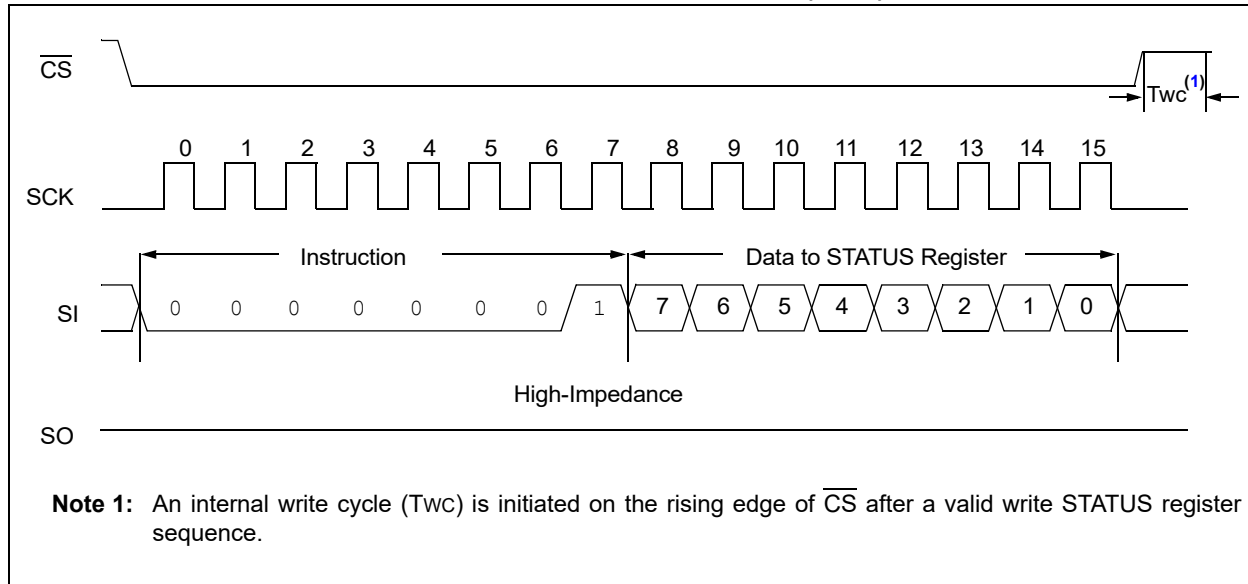 CS
Twc(1)
0 1 2 3 4 5 6 7 8 9 10 11 12 13 14 15
SCK
Instruction Data to STATUS Register
SI 0 0 0 0 0 0 0 1 7 6 5 4 3 2 1 0
High-Impedance
SO
Note 1: An internal write cycle (TWC) is initiated on the rising edge of CS after a valid write STATUS register
sequence.